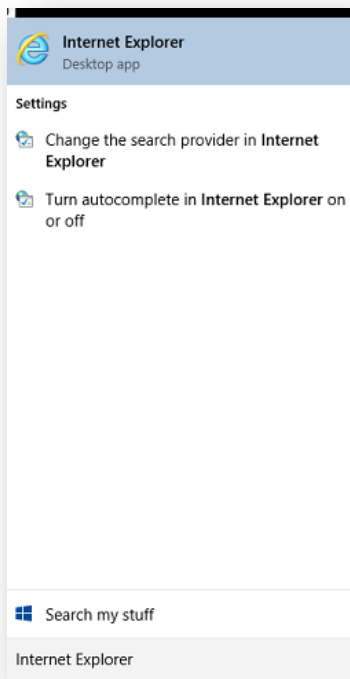 Internet Explorer
Desktop app
Settings
Change the search provider in Internet
Explorer
Turn autocomplete in Internet Explorer on
or off
Search my stuff
Internet Explorer